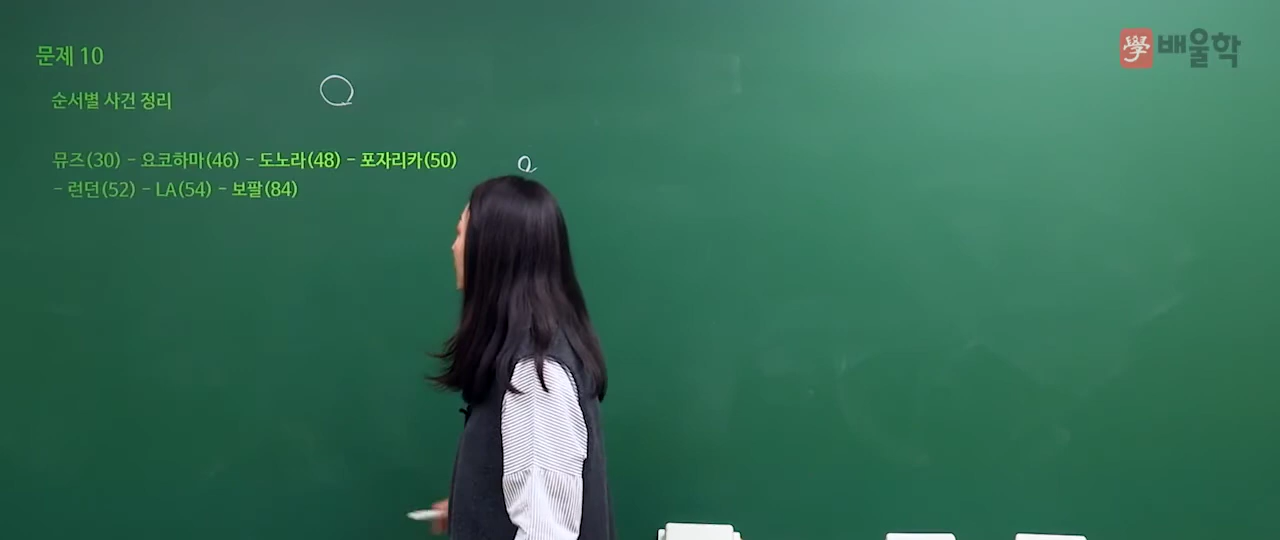 문제 10
순서별 사건 정리
뮤즈(30) - 요코하마(46) - 도노라(48) - 포자리카(50)
- 런던(52) - LA(54) - 보팔(84)
學 배울학